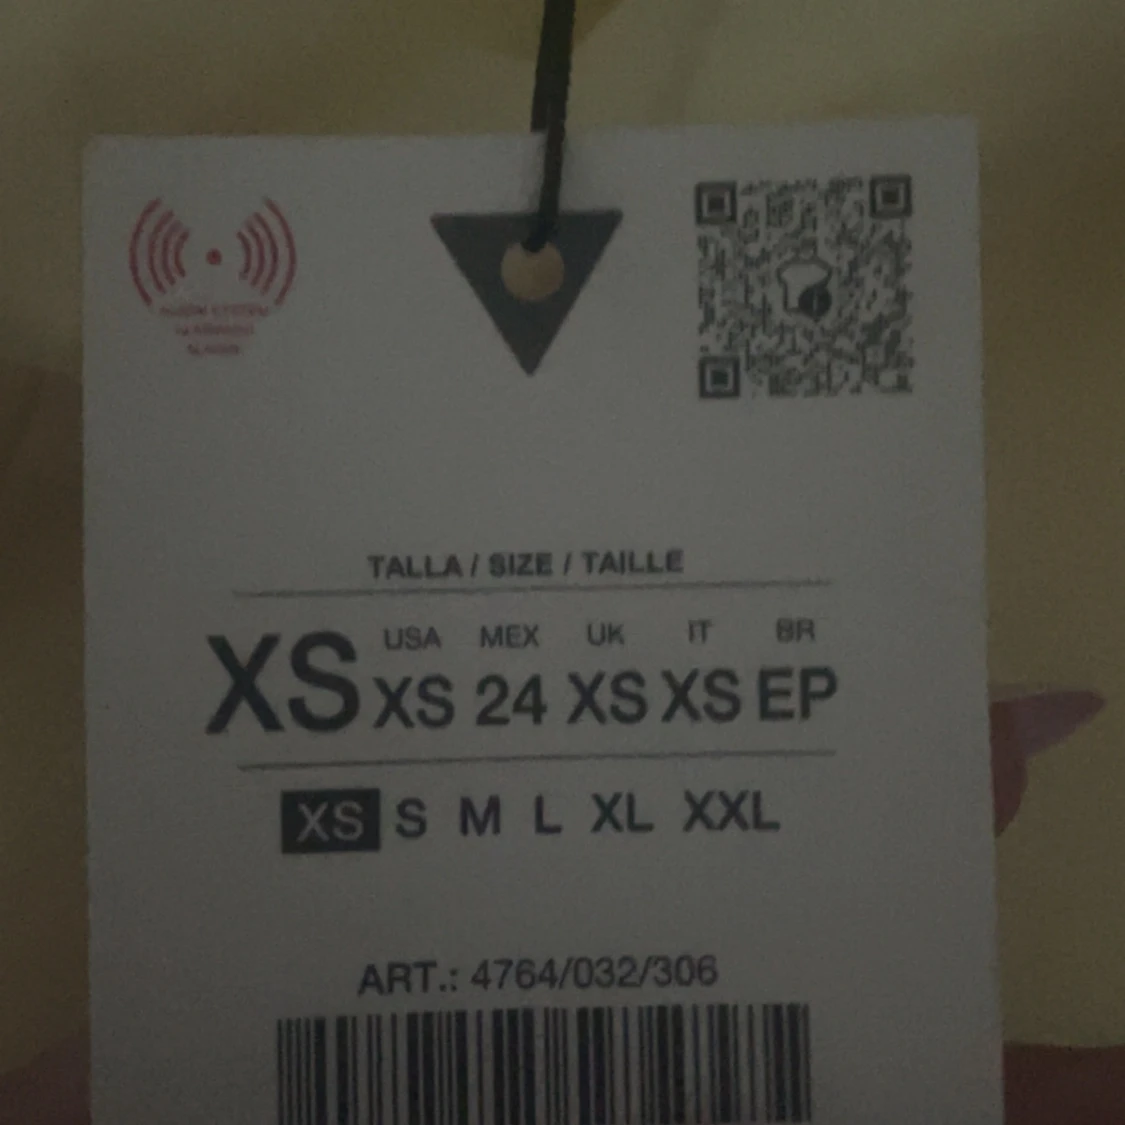 TALLA / SIZE / TAILLE
USA MEX UK IT BR
XS XS 24 XS XS EP
XS S M L XL XXL
ART.: 4764/032/306